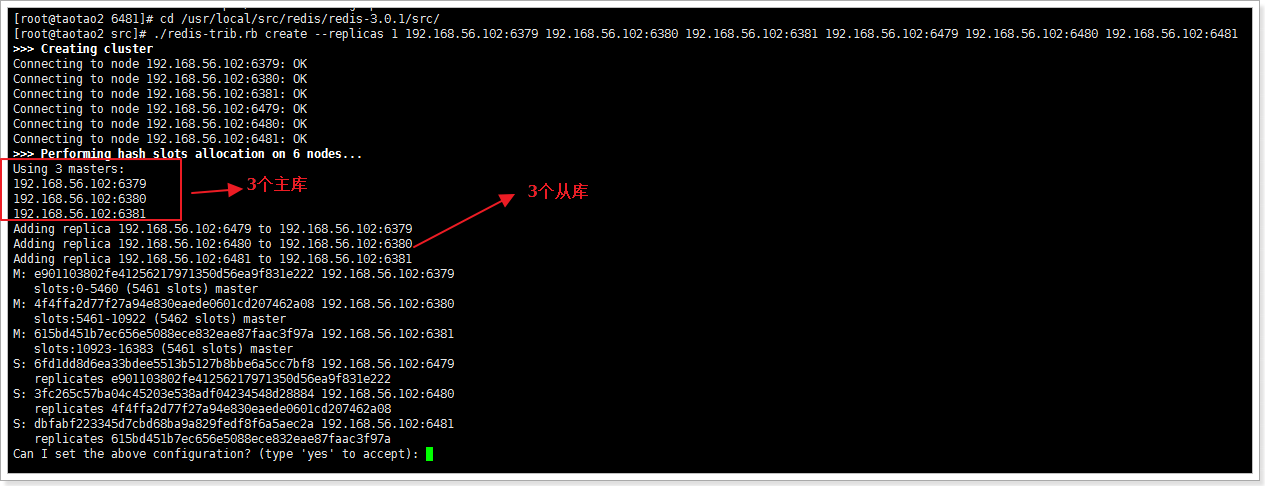 [root@taotao2 6481]# cd /usr/local/src/redis/redis-3.0.1/src/
[root@taotao2 src]# ./redis-trib.rb create --replicas 1 192.168.56.102:6379 192.168.56.102:6380 192.168.56.102:6381 192.168.56.102:6479 192.168.56.102:6480 192.168.56.102:6481
>>> Creating cluster
Connecting to node 192.168.56.102:6379: OK
Connecting to node 192.168.56.102:6380: OK
Connecting to node 192.168.56.102:6381: OK
Connecting to node 192.168.56.102:6479: OK
Connecting to node 192.168.56.102:6480: OK
Connecting to node 192.168.56.102:6481: OK
>>> Performing hash slots allocation on 6 nodes...
Using 3 masters:
192.168.56.102:6379
3个主库
192.168.56.102:6380
3个从库
192.168.56.102:6381
Adding replica 192.168.56.102:6479 to 192.168.56.102:6379
Adding replica 192.168.56.102:6480 to 192.168.56.102:6380
Adding replica 192.168.56.102:6481 to 192.168.56.102:6381
M: e901103802fe41256217971350d56ea9f831e222 192.168.56.102:6379
slots:0-5460 (5461 slots) master
M: 4f4ffa2d77f27a94e830eaede0601cd207462a08 192.168.56.102:6380
slots:5461-10922 (5462 slots) master
M: 615bd451b7ec656e5088ece832eae87faac3f97a 192.168.56.102:6381
slots:10923-16383 (5461 slots) master
S: 6fd1dd8d6ea33bdee5513b5127b8bbe6a5cc7bf8 192.168.56.102:6479
replicates e901103802fe41256217971350d56ea9f831e222
S: 3fc265c57ba04c45203e538adf04234548d28884 192.168.56.102:6480
replicates 4f4ffa2d77f27a94e830eaede0601cd207462a08
S: dbfabf223345d7cbd68ba9a829fedf8f6a5aec2a 192.168.56.102:6481
replicates 615bd451b7ec656e5088ece832eae87faac3f97a
Can I set the above configuration? (type 'yes' to accept):